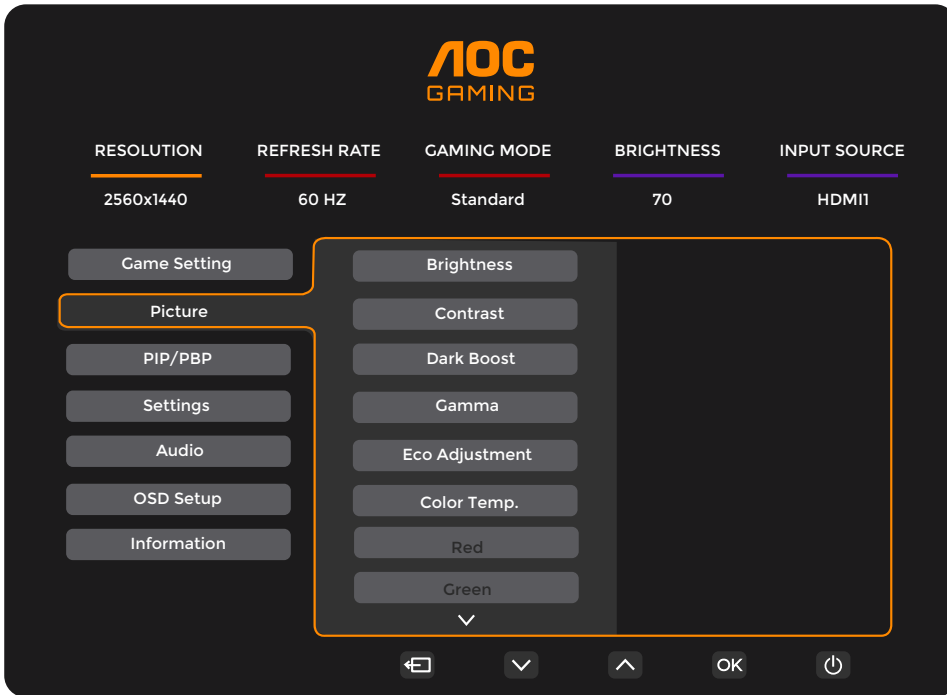 AOC
GAMING
RESOLUTION REFRESH RATE GAMING MODE BRIGHTNESS INPUT SOURCE
2560x1440 60 HZ Standard 70 HDMI1
Game Setting
Picture
PIP/PBP
Settings
Audio
OSD Setup
Information
Brightness
Contrast
Dark Boost
Gamma
Eco Adjustment
Color Temp.
Red
Green
OK